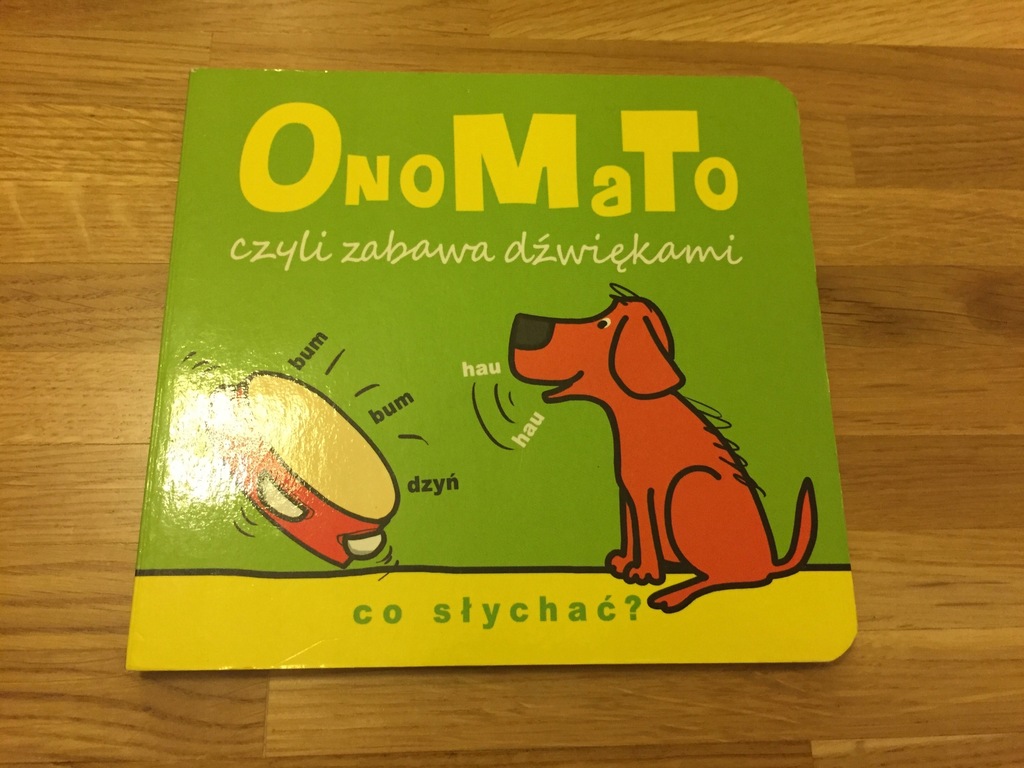 OnoMaTo
czyli zabawa dźwiękami
bum
bum
dzyń
hau
hau
co słychać?